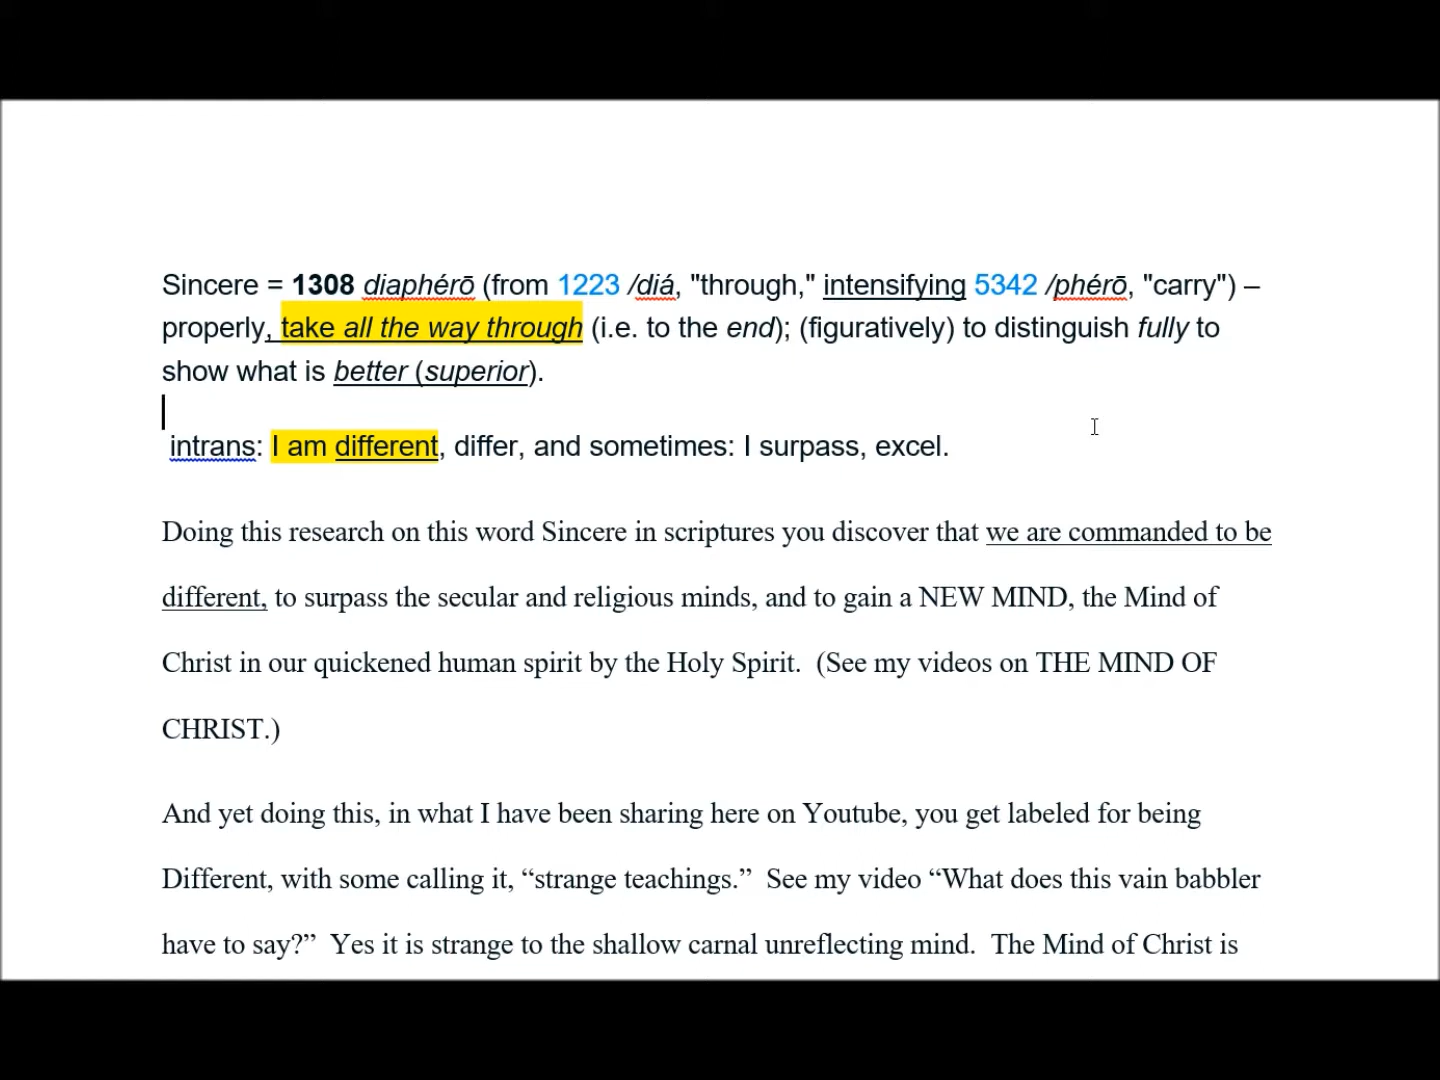 Sincere = 1308 diaphérō (from 1223 /diá, "through," intensifying 5342 /phérō, "carry") –
properly, take all the way through (i.e. to the end); (figuratively) to distinguish fully to
show what is better (superior).
intrans: I am different, differ, and sometimes: I surpass, excel.
Doing this research on this word Sincere in scriptures you discover that we are commanded to be
different, to surpass the secular and religious minds, and to gain a NEW MIND, the Mind of
Christ in our quickened human spirit by the Holy Spirit.  (See my videos on THE MIND OF
CHRIST.)
And yet doing this, in what I have been sharing here on Youtube, you get labeled for being
Different, with some calling it, “strange teachings.”  See my video “What does this vain babbler
have to say?”  Yes it is strange to the shallow carnal unreflecting mind.  The Mind of Christ is